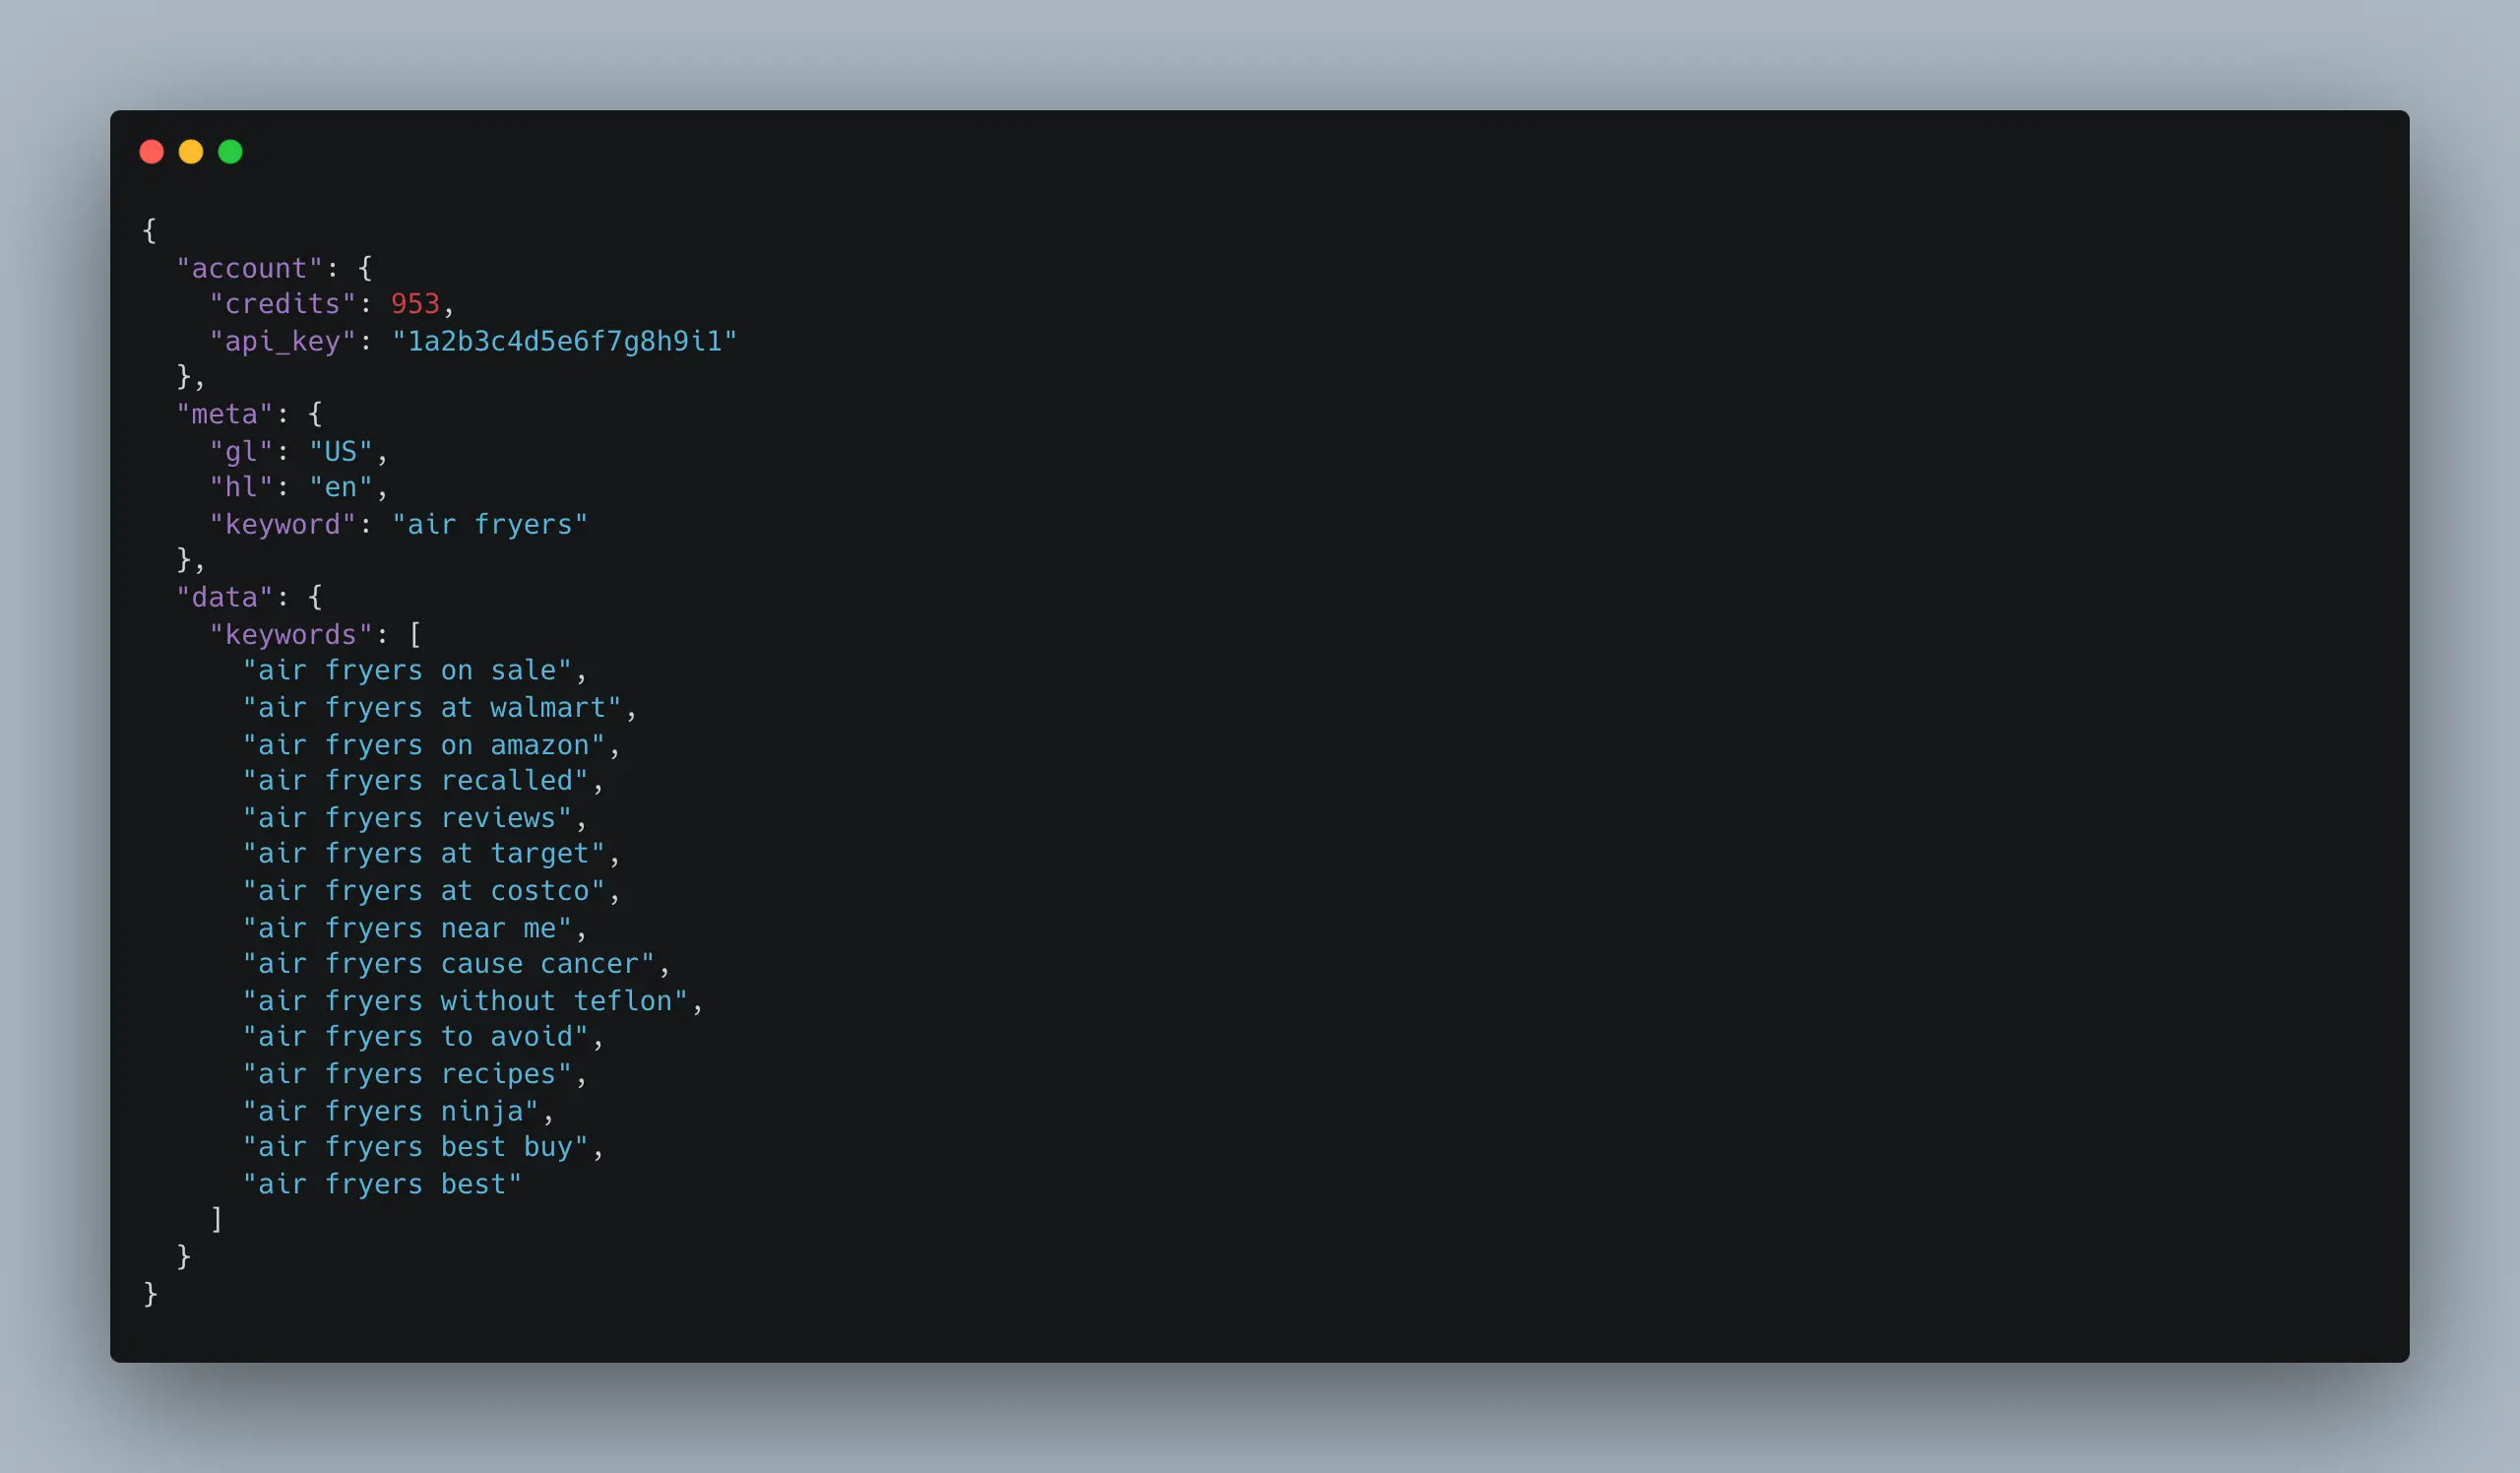 {
  "account": {
    "credits": 953,
    "api_key": "1a2b3c4d5e6f7g8h9i1"
  },
  "meta": {
    "gl": "US",
    "hl": "en",
    "keyword": "air fryers"
  },
  "data": {
    "keywords": [
      "air fryers on sale",
      "air fryers at walmart",
      "air fryers on amazon",
      "air fryers recalled",
      "air fryers reviews",
      "air fryers at target",
      "air fryers at costco",
      "air fryers near me",
      "air fryers cause cancer",
      "air fryers without teflon",
      "air fryers to avoid",
      "air fryers recipes",
      "air fryers ninja",
      "air fryers best buy",
      "air fryers best"
    ]
  }
}